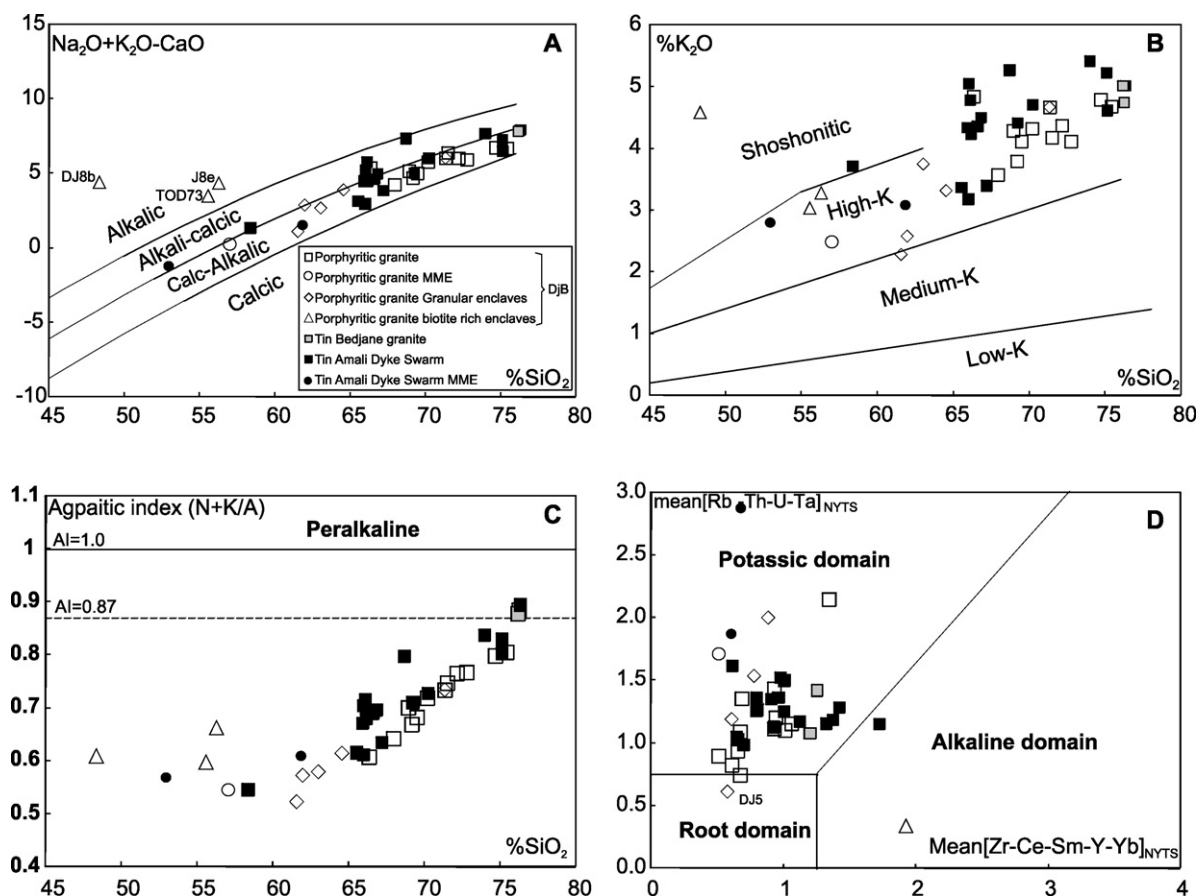 15
10
5
0
-5
-10
Na₂O+K₂O-CaO
A
DJ8b
J8e
TOD73
Alkalic
Alkali-calcic
Calc-Alkalic
Calcic
Porphyritic granite
Porphyritic granite MME
Porphyritic granite Granular enclaves
Porphyritic granite biotite rich enclaves
DjB
Tin Bedjane granite
Tin Amali Dyke Swarm
Tin Amali Dyke Swarm MME
%SiO₂
45 50 55 60 65 70 75 80
6
5
4
3
2
1
0
%K₂O
B
Shoshonitic
High-K
Medium-K
Low-K
%SiO₂
45 50 55 60 65 70 75 80
1.1
1
0.9
0.8
0.7
0.6
0.5
0.4
Agpaitic index (N+K/A)
C
Peralkaline
AI=1.0
AI=0.87
%SiO₂
45 50 55 60 65 70 75 80
3.0
2.5
2.0
1.5
1.0
0.5
0.0
mean[Rb Th-U-Ta]NYTS
D
Potassic domain
Alkaline domain
DJ5
Root domain
Mean[Zr-Ce-Sm-Y-Yb]NYTS
0 1 2 3 4